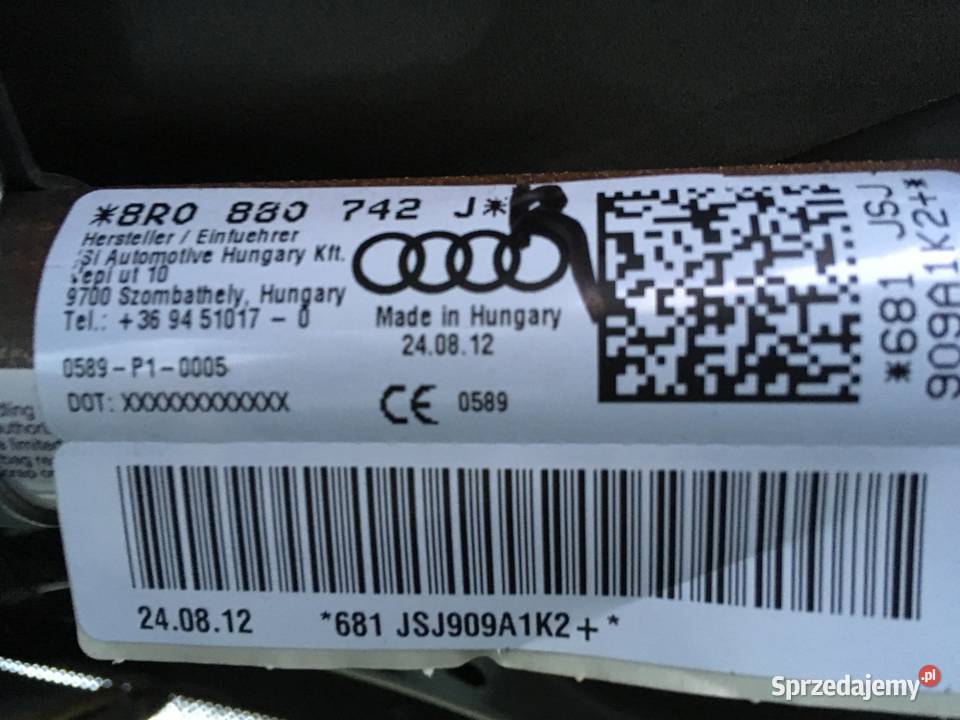 *8R0 880 742 J*
Hersteller / Einfuehrer
Automotive Hungary Kft.
ut 10
9700 Szombathely, Hungary
Tel.: +36 94 51017 - 0
Made in Hungary
24.08.12
0589-P1-0005
DOT: XXXXXXXXXXXX
CE 0589
*681 JSJ
909A1K2+*
24.08.12 *681 JSJ909A1K2+*
Sprzedajemy.pl